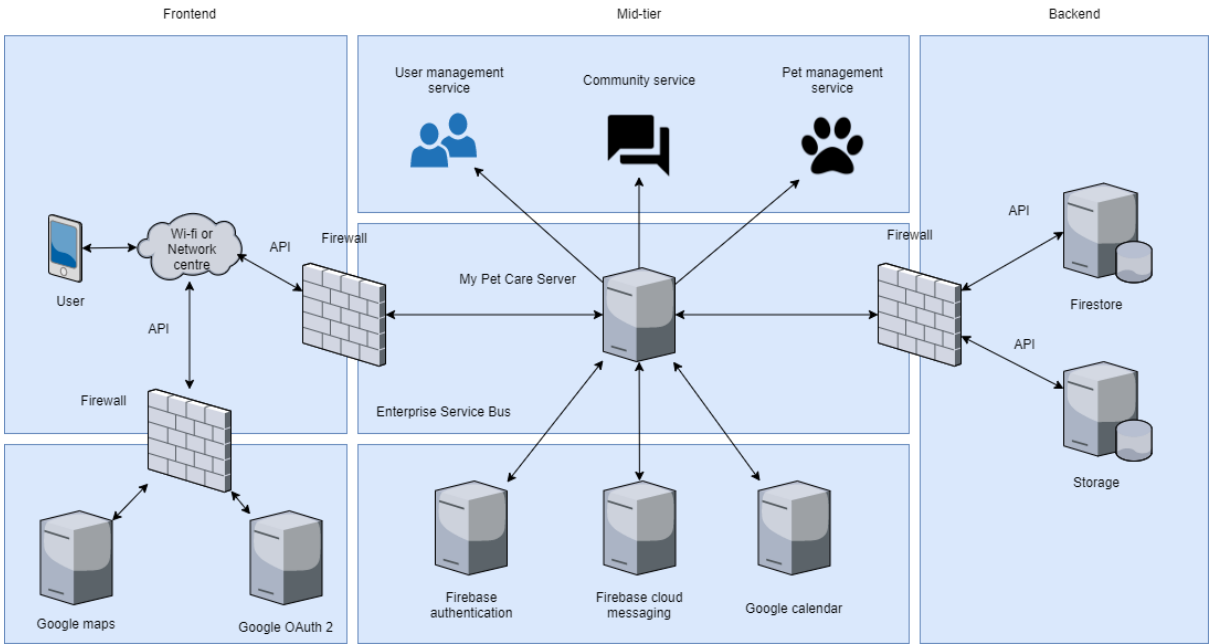 Frontend
Mid-tier
Backend
User management
service
Community service
Pet management
service
Wi-fi or
Network
centre
User
API
Firewall
API
Firewall
My Pet Care Server
Enterprise Service Bus
Firewall
API
Firestore
API
Storage
Google maps
Google OAuth 2
Firebase
authentication
Firebase cloud
messaging
Google calendar